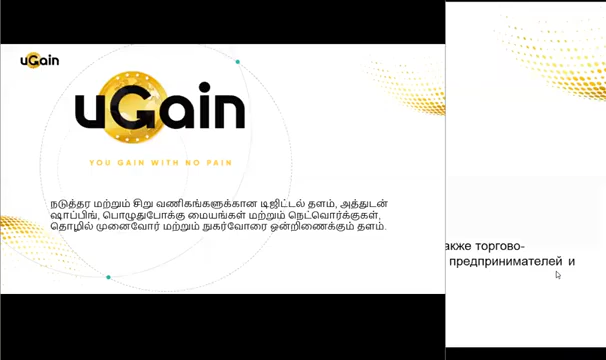 uGain
uGain
YOU GAIN WITH NO PAIN
நடுத்தர மற்றும் சிறு வணிகங்களுக்கான டிஜிட்டல் தளம், அத்துடன்
ஷாப்பிங், பொழுதுபோக்கு மையங்கள் மற்றும் நெட்வொர்க்குகள்,
தொழில் முனைவோர் மற்றும் நுகர்வோரை ஒன்றிணைக்கும் தளம்.
акже торгово-
предпринимателей и